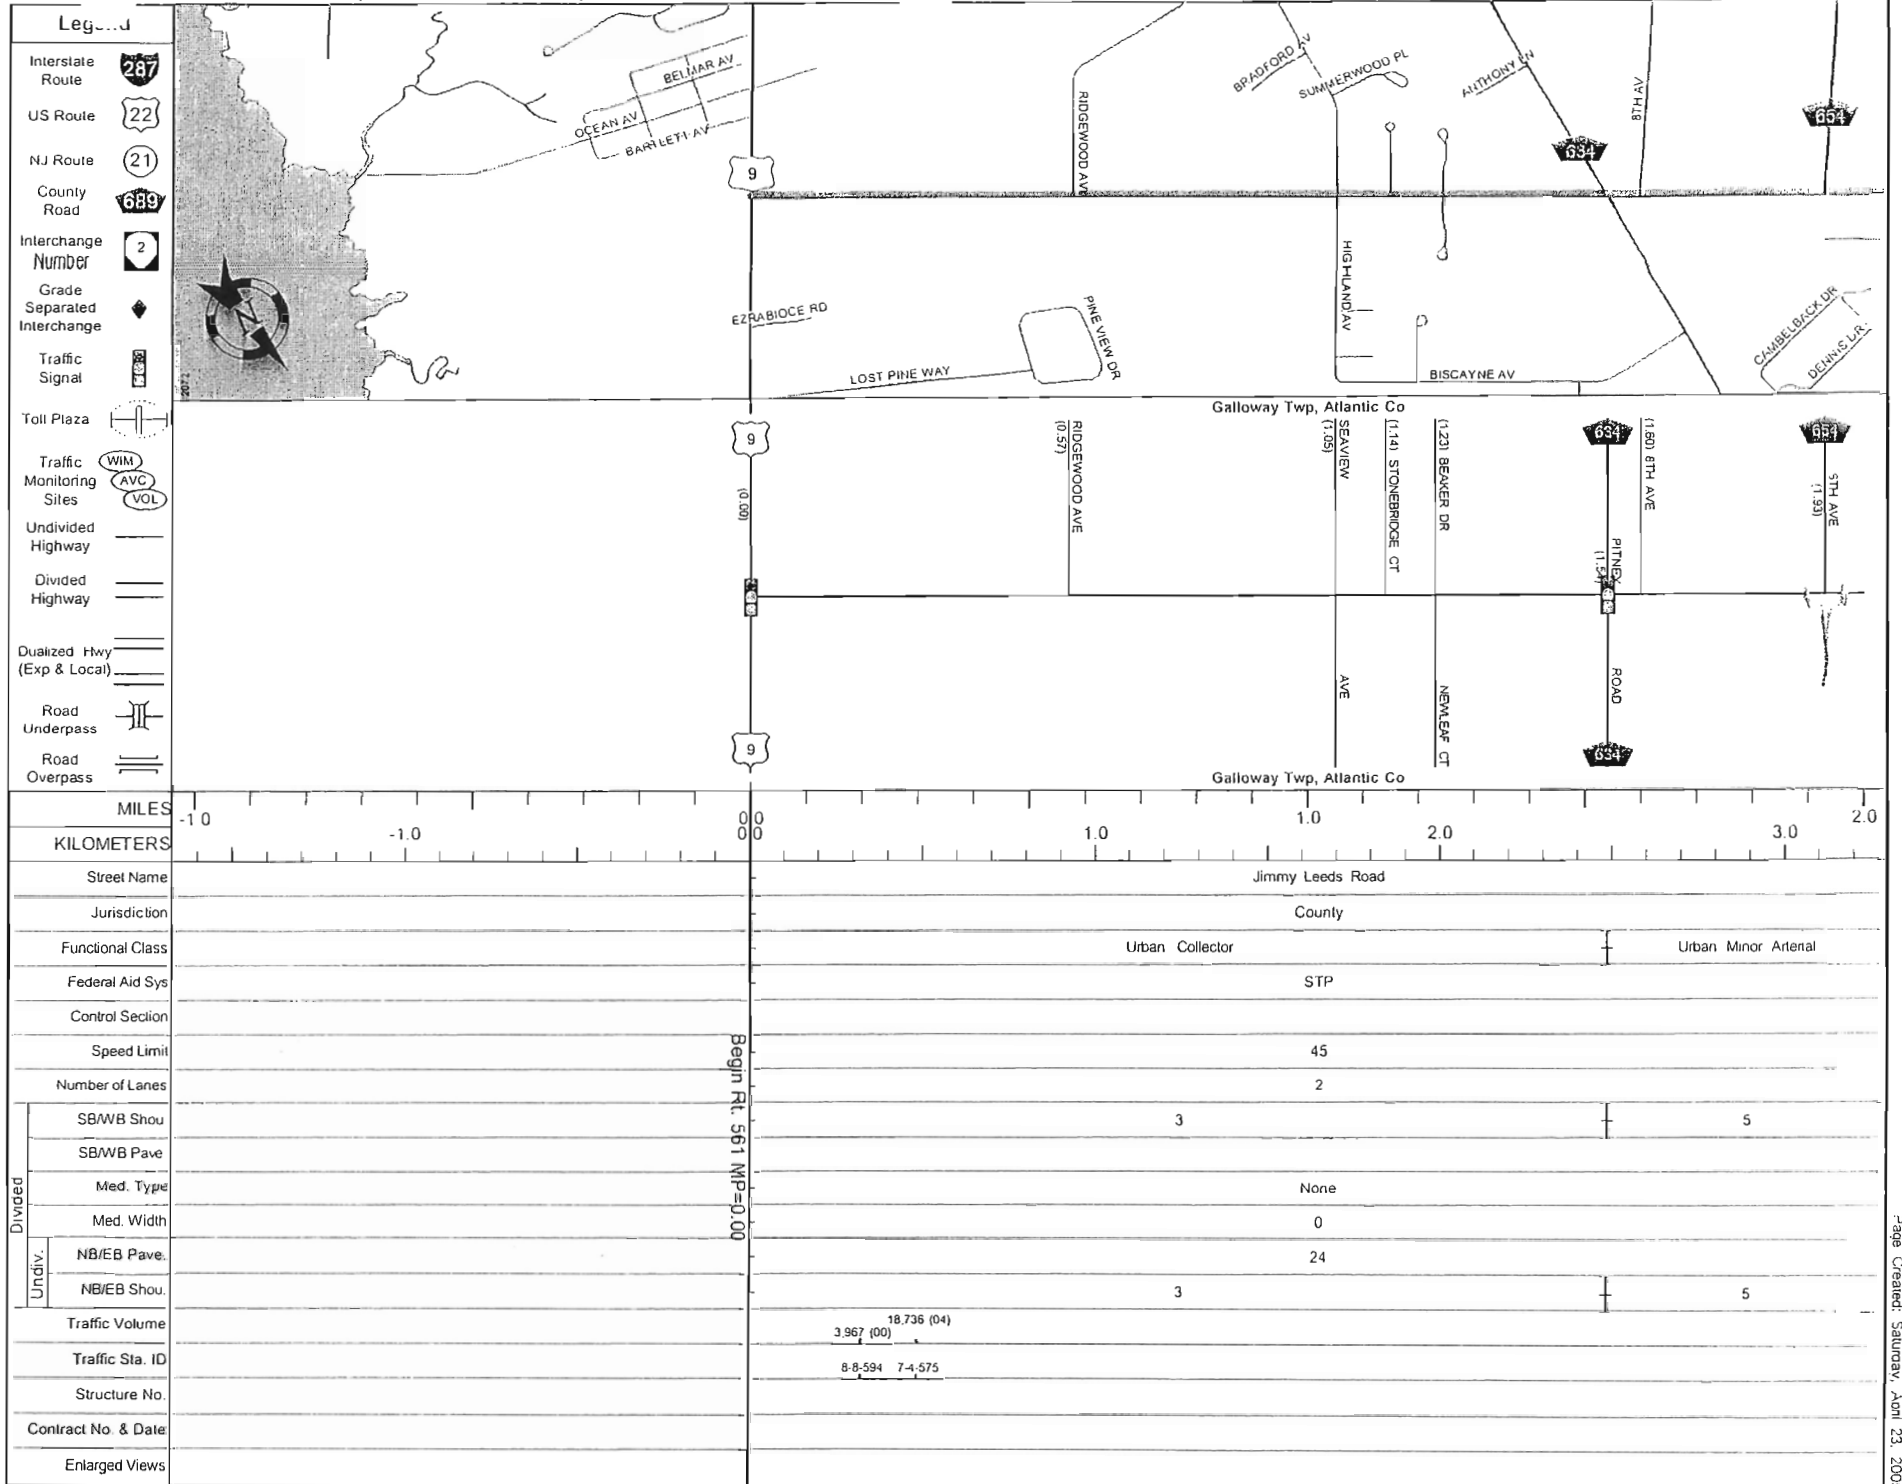 Interstate
Route
287
US Route
22
NJ Route
21
County
Road
689
Interchange
Number
2
Grade
Separated
Interchange
Traffic
Signal
Toll Plaza
Traffic
Monitoring
Sites
WIM
AVC
VOL
Undivided
Highway
Divided
Highway
Dualized Hwy
(Exp & Local)
Road
Underpass
Road
Overpass
N
BELMAR AV
OCEAN AV
BARTLETT AV
9
RIDGEWOOD AV
BRADFORD AV
SUMMERWOOD PL
ANTHONY LN
8TH AV
634
654
HIGHLAND AV
EZRABIOCE RD
LOST PINE WAY
PINE VIEW DR
BISCAYNE AV
CAMBELBACK DR
DENNIS DR
Galloway Twp, Atlantic Co
9
(0.00)
RIDGEWOOD AVE
(0.57)
SEAVIEW
(1.05)
AVE
(1.14) STONEBRIDGE CT
(1.23) BEAKER DR
NEWLEAF CT
634
PITNEY
ROAD
634
(1.60) 8TH AVE
654
(1.93)
9
Galloway Twp, Atlantic Co
MILES
-1.0 0.0 1.0 2.0
KILOMETERS
-1.0 0.0 1.0 2.0 3.0
Street Name
Jimmy Leeds Road
Jurisdiction
County
Functional Class
Urban Collector
Urban Minor Arterial
Federal Aid Sys
STP
Control Section
Speed Limit
45
Number of Lanes
2
Divided
SB/WB Shou
3
5
SB/WB Pave
Med. Type
None
Med. Width
0
Undiv.
NB/EB Pave.
24
NB/EB Shou.
3
5
Begin Rt. 561 MP=0.00
Traffic Volume
3,967 (00)
18,736 (04)
Traffic Sta. ID
8-8-594
7-4-575
Structure No.
Contract No. & Date
Enlarged Views
Created: Saturday, April 23,